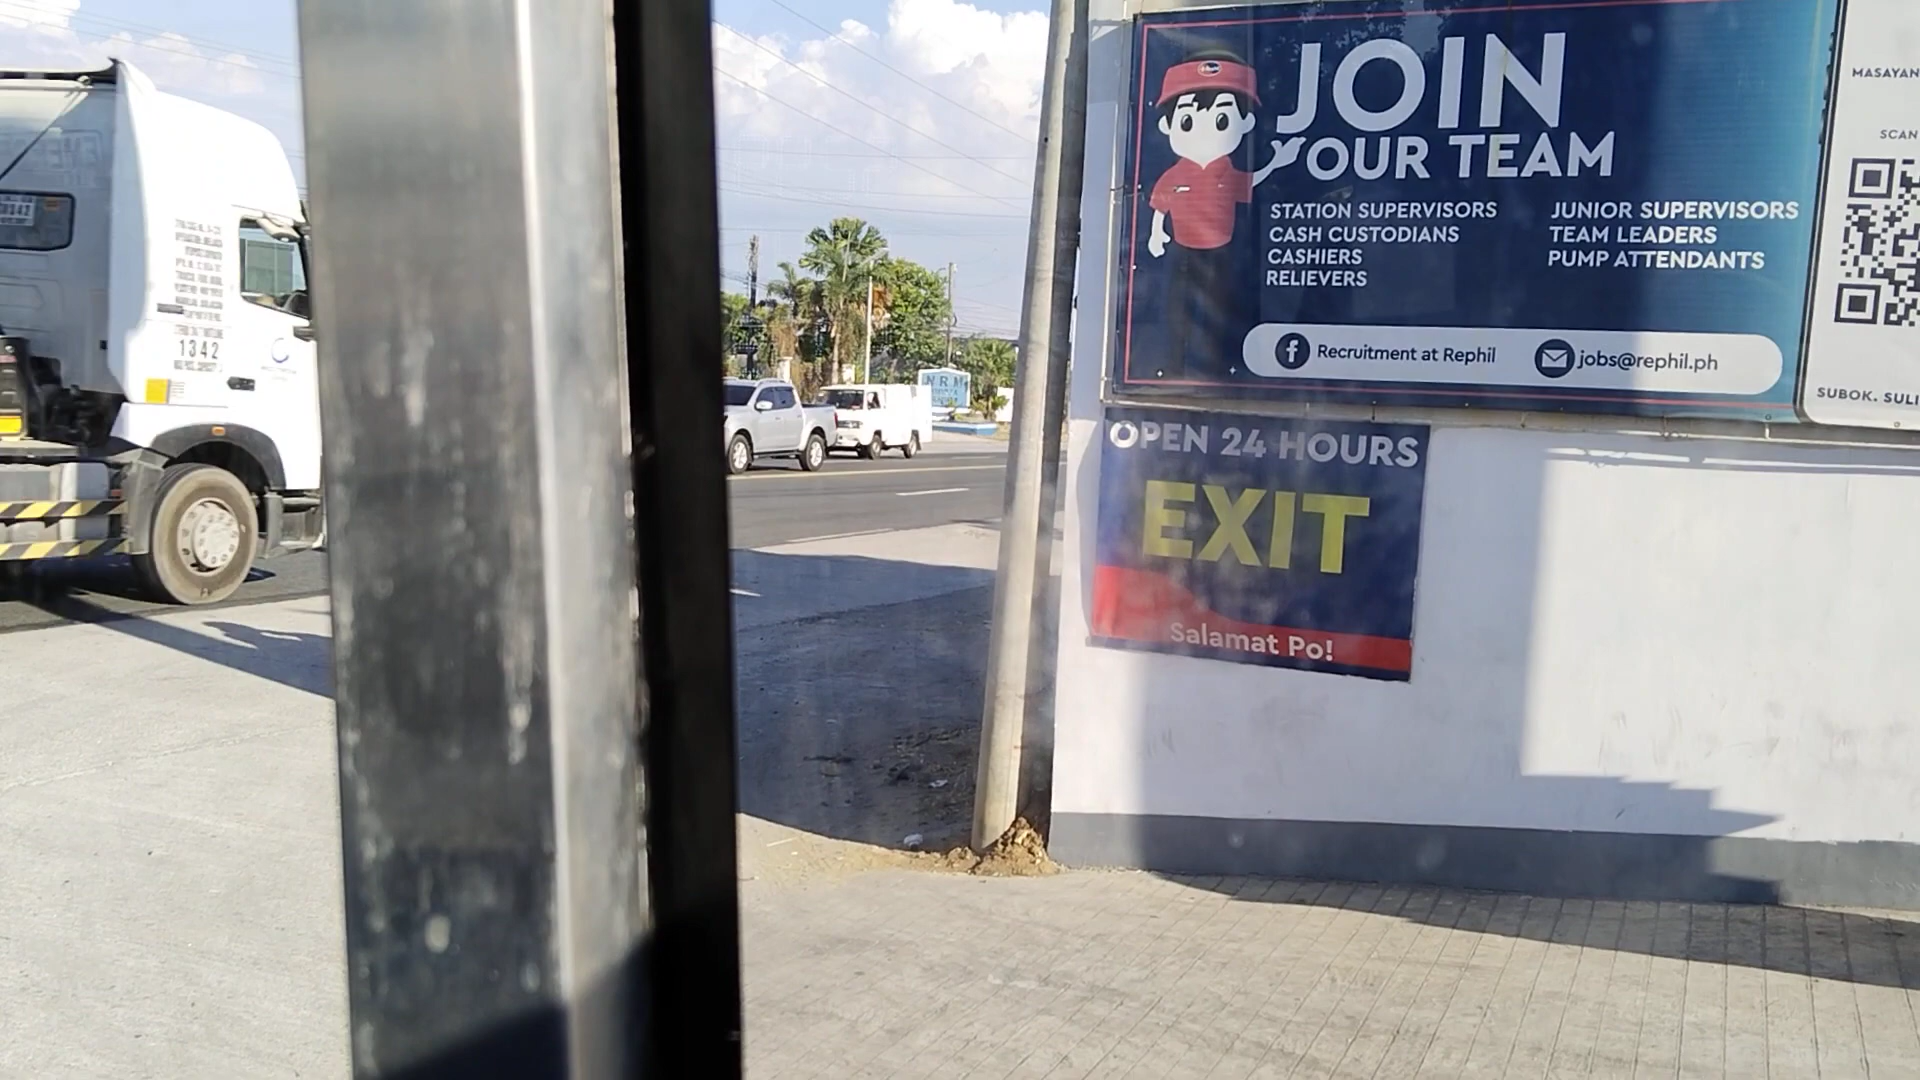 JOIN
OUR TEAM
STATION SUPERVISORS
CASH CUSTODIANS
CASHIERS
RELIEVERS
JUNIOR SUPERVISORS
TEAM LEADERS
PUMP ATTENDANTS
Recruitment at Rephil
jobs@rephil.ph
MASAYAN
SCAN
SUBOK. SULI
OPEN 24 HOURS
EXIT
Salamat Po!
1342
NRM